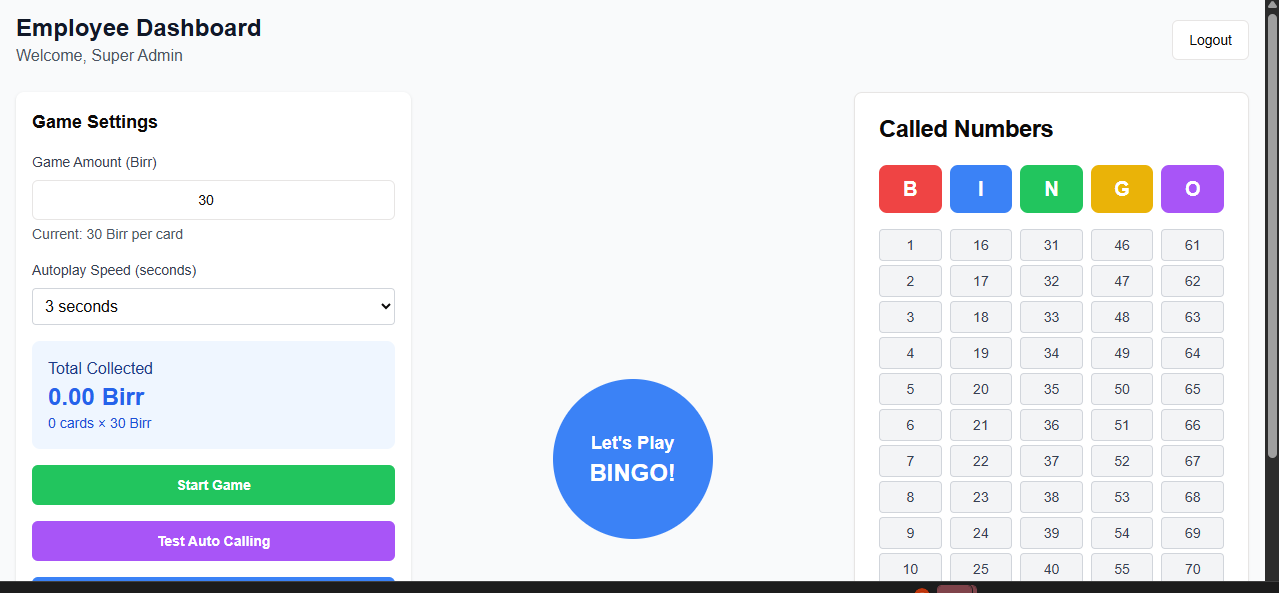 Employee Dashboard
Welcome, Super Admin
Logout
Game Settings
Game Amount (Birr)
30
Current: 30 Birr per card
Autoplay Speed (seconds)
3 seconds
Total Collected
0.00 Birr
0 cards × 30 Birr
Start Game
Test Auto Calling
Let's Play
BINGO!
Called Numbers
B I N G O
1 16 31 46 61
2 17 32 47 62
3 18 33 48 63
4 19 34 49 64
5 20 35 50 65
6 21 36 51 66
7 22 37 52 67
8 23 38 53 68
9 24 39 54 69
10 25 40 55 70